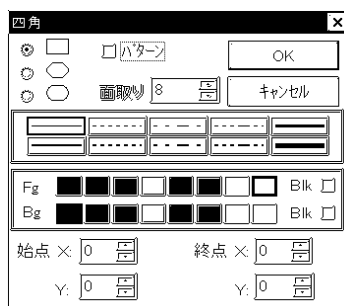 四角
パターン OK
面取り 8 キャンセル
Fg Blk
Bg Blk
始点 X: 0 終点 X: 0
Y: 0 Y: 0